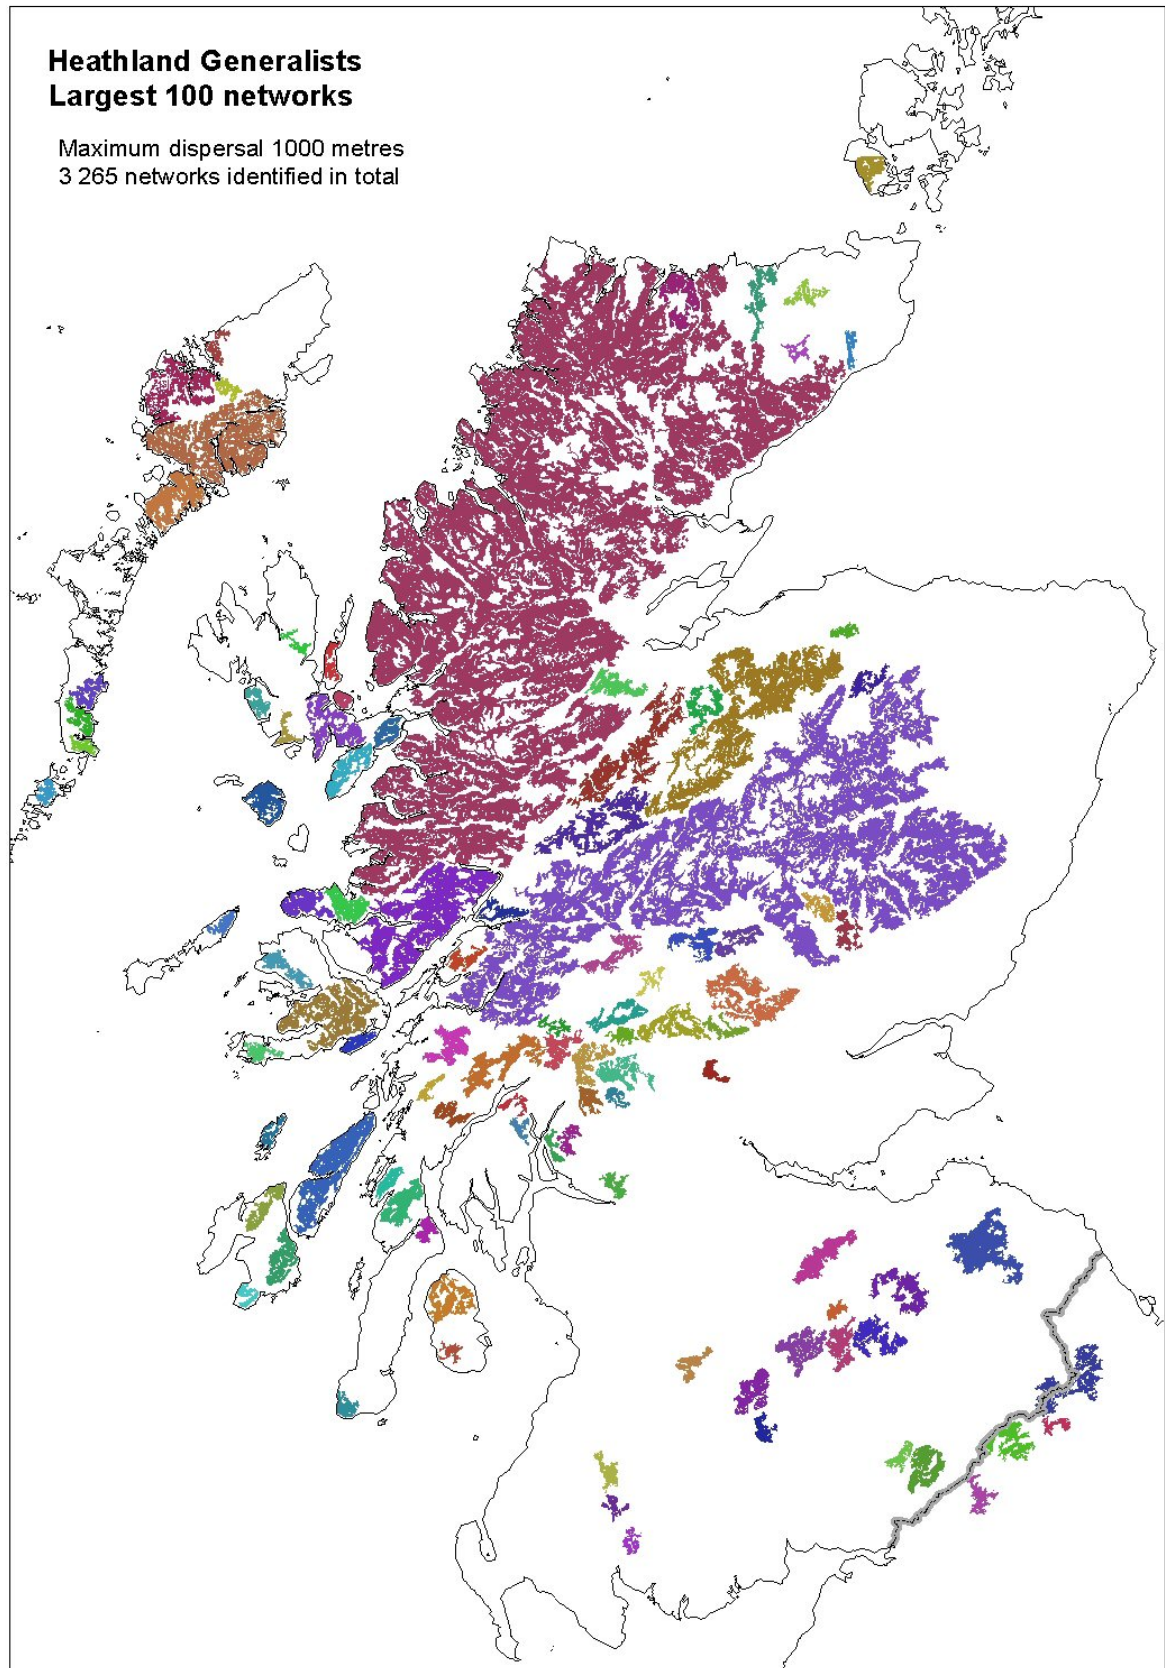 Heathland Generalists
Largest 100 networks
Maximum dispersal 1000 metres
3 265 networks identified in total